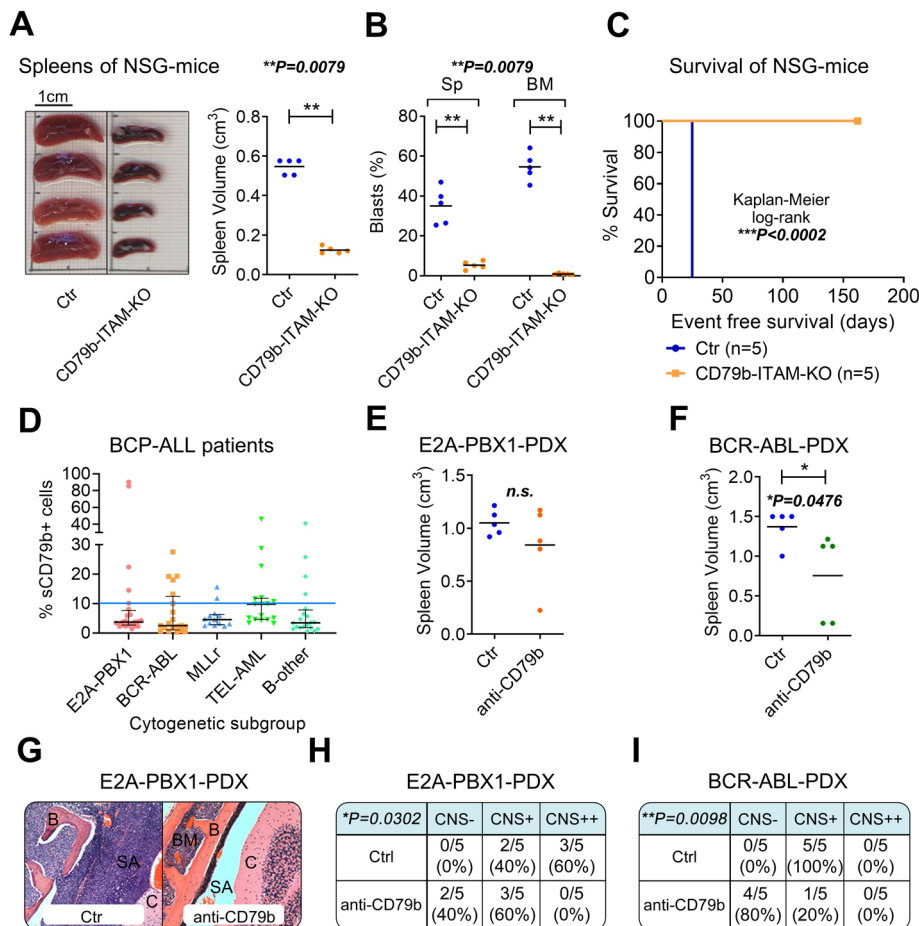 A
Spleens of NSG-mice
1cm
Ctr
CD79b-ITAM-KO
**P=0.0079
**
Spleen Volume (cm³)
0.8
0.6
0.4
0.2
0.0
Ctr
CD79b-ITAM-KO
B
**P=0.0079
Sp
BM
**
**
Blasts (%)
80
60
40
20
0
Ctr
CD79b-ITAM-KO
Ctr
CD79b-ITAM-KO
C
Survival of NSG-mice
% Survival
100
80
60
40
20
0
Kaplan-Meier
log-rank
***P<0.0002
0
50
100
150
200
Event free survival (days)
Ctr (n=5)
CD79b-ITAM-KO (n=5)
D
BCP-ALL patients
% sCD79b+ cells
100
80
60
40
30
20
10
0
E2A-PBX1
BCR-ABL
MLLr
TEL-AML
B-other
Cytogenetic subgroup
E
E2A-PBX1-PDX
Spleen Volume (cm³)
1.5
1.0
0.5
0.0
n.s.
Ctr
anti-CD79b
F
BCR-ABL-PDX
*
*P=0.0476
Spleen Volume (cm³)
2.0
1.5
1.0
0.5
0.0
Ctr
anti-CD79b
G
E2A-PBX1-PDX
B
SA
C
Ctr
BM
B
SA
C
anti-CD79b
H
E2A-PBX1-PDX
*P=0.0302 CNS- CNS+ CNS++
Ctrl 0/5 (0%) 2/5 (40%) 3/5 (60%)
anti-CD79b 2/5 (40%) 3/5 (60%) 0/5 (0%)
I
BCR-ABL-PDX
**P=0.0098 CNS- CNS+ CNS++
Ctrl 0/5 (0%) 5/5 (100%) 0/5 (0%)
anti-CD79b 4/5 (80%) 1/5 (20%) 0/5 (0%)